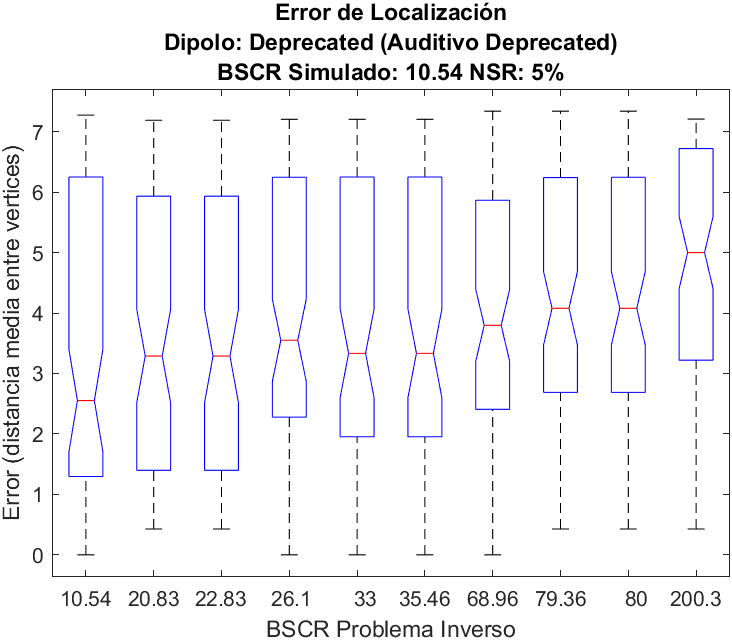 Error de Localización
Dipolo: Deprecated (Auditivo Deprecated)
BSCR Simulado: 10.54 NSR: 5%
Error (distancia media entre vertices)
7
6
5
4
3
2
1
0
10.54 20.83 22.83 26.1 33 35.46 68.96 79.36 80 200.3
BSCR Problema Inverso